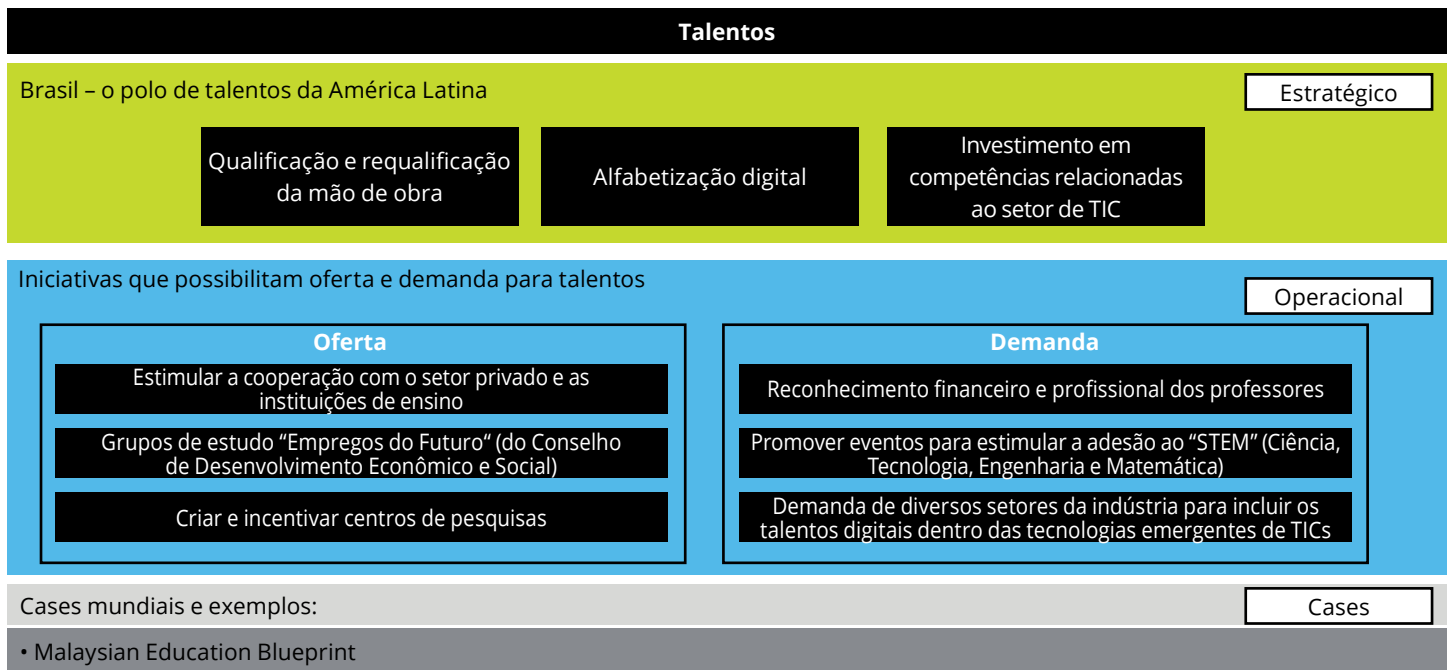 Talentos
Brasil – o polo de talentos da América Latina
Estratégico
Qualificação e requalificação
da mão de obra
Alfabetização digital
Investimento em
competências relacionadas
ao setor de TIC
Iniciativas que possibilitam oferta e demanda para talentos
Operacional
Oferta
Estimular a cooperação com o setor privado e as
instituições de ensino
Grupos de estudo “Empregos do Futuro“ (do Conselho
de Desenvolvimento Econômico e Social)
Criar e incentivar centros de pesquisas
Demanda
Reconhecimento financeiro e profissional dos professores
Promover eventos para estimular a adesão ao “STEM” (Ciência,
Tecnologia, Engenharia e Matemática)
Demanda de diversos setores da indústria para incluir os
talentos digitais dentro das tecnologias emergentes de TICs
Cases mundiais e exemplos:
Cases
• Malaysian Education Blueprint